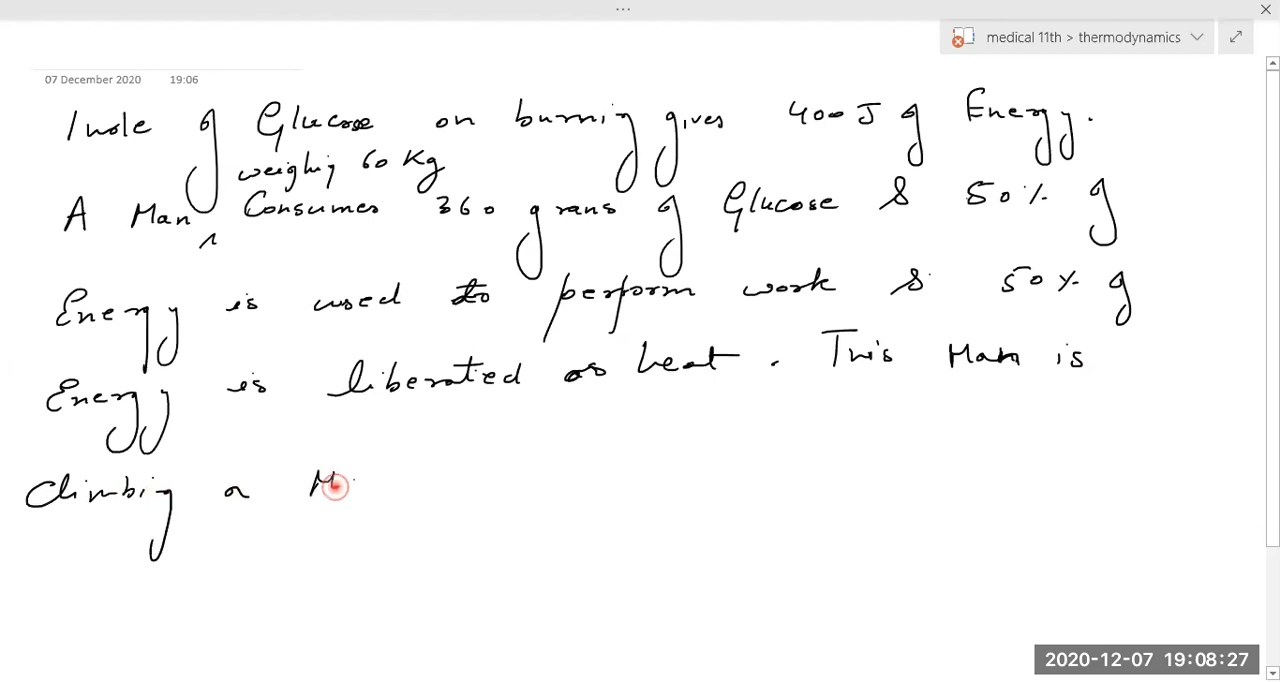 medical 11th > thermodynamics
07 December 2020 19:06
1 mole of Glucose on burning gives 400 J of Energy.
weighing 60 Kg
A Man ^ Consumes 360 grams of Glucose & 50% of
Energy is used to perform work & 50% of
Energy is liberated as heat. This Man is
Climbing a M
2020-12-07 19:08:27